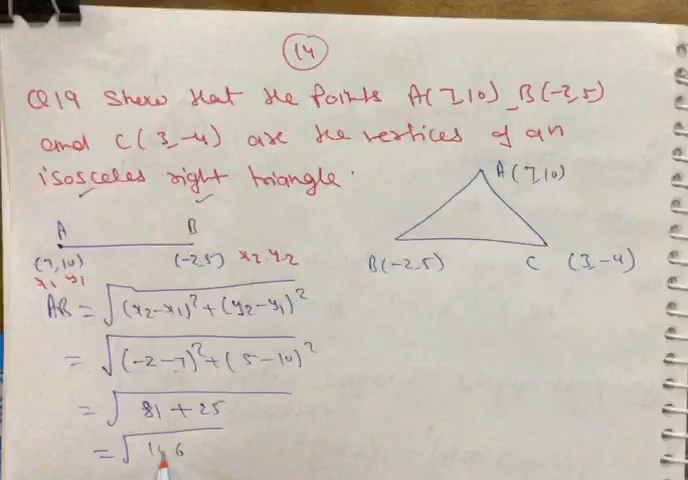 14
Q19 Show that the Points A(7,10) B(-2,5)
and C(3,-4) are the vertices of an
isosceles right triangle.
A(7,10)
A B
(7,10) (-2,5) x2 y2
x1 y1
B(-2,5) C (3,-4)
AB = √(x2-x1)²+(y2-y1)²
= √(-2-7)²+(5-10)²
= √81+25
= √106